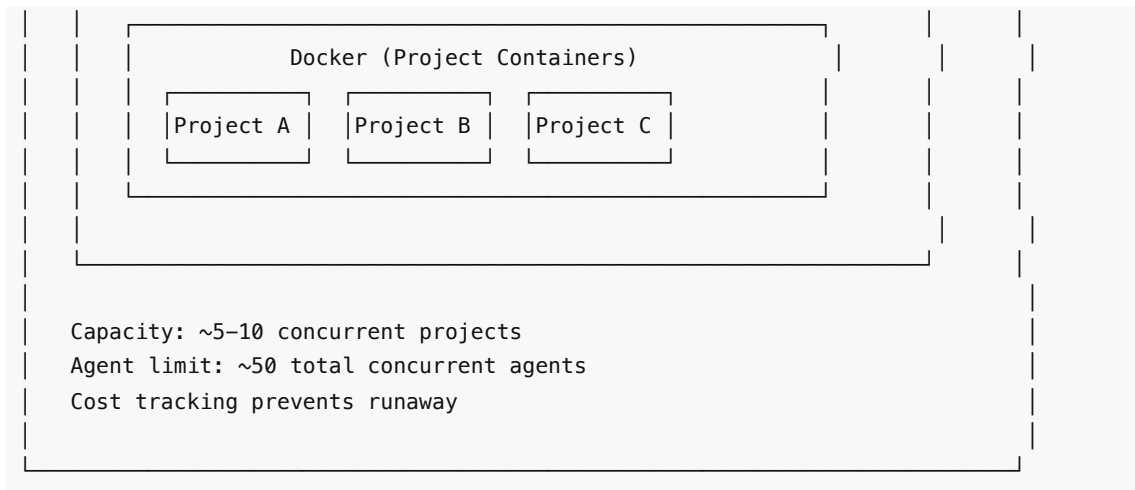 Docker (Project Containers)
Project A Project B Project C
Capacity: ~5–10 concurrent projects
Agent limit: ~50 total concurrent agents
Cost tracking prevents runaway